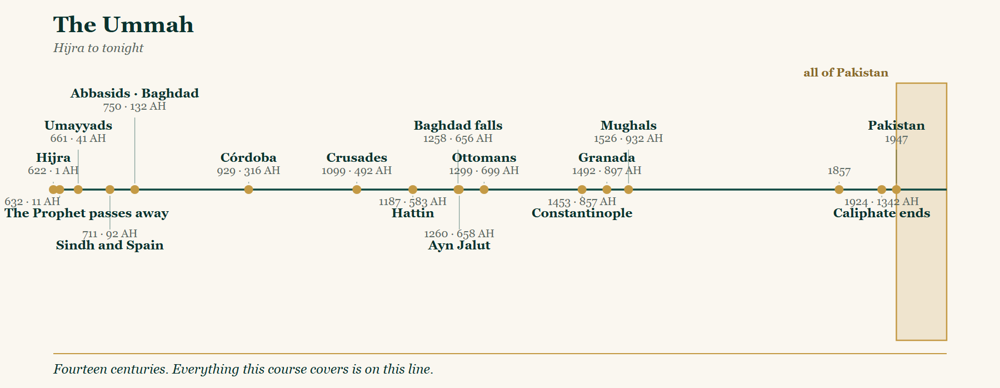 The Ummah
Hijra to tonight
all of Pakistan
Abbasids · Baghdad
750 · 132 AH
Umayyads
661 · 41 AH
Baghdad falls
1258 · 656 AH
Mughals
1526 · 932 AH
Pakistan
1947
Hijra
622 · 1 AH
Córdoba
929 · 316 AH
Crusades
1099 · 492 AH
Ottomans
1299 · 699 AH
Granada
1492 · 897 AH
1857
632 · 11 AH
The Prophet passes away
1187 · 583 AH
Hattin
1453 · 857 AH
Constantinople
1924 · 1342 AH
Caliphate ends
711 · 92 AH
Sindh and Spain
1260 · 658 AH
Ayn Jalut
Fourteen centuries. Everything this course covers is on this line.